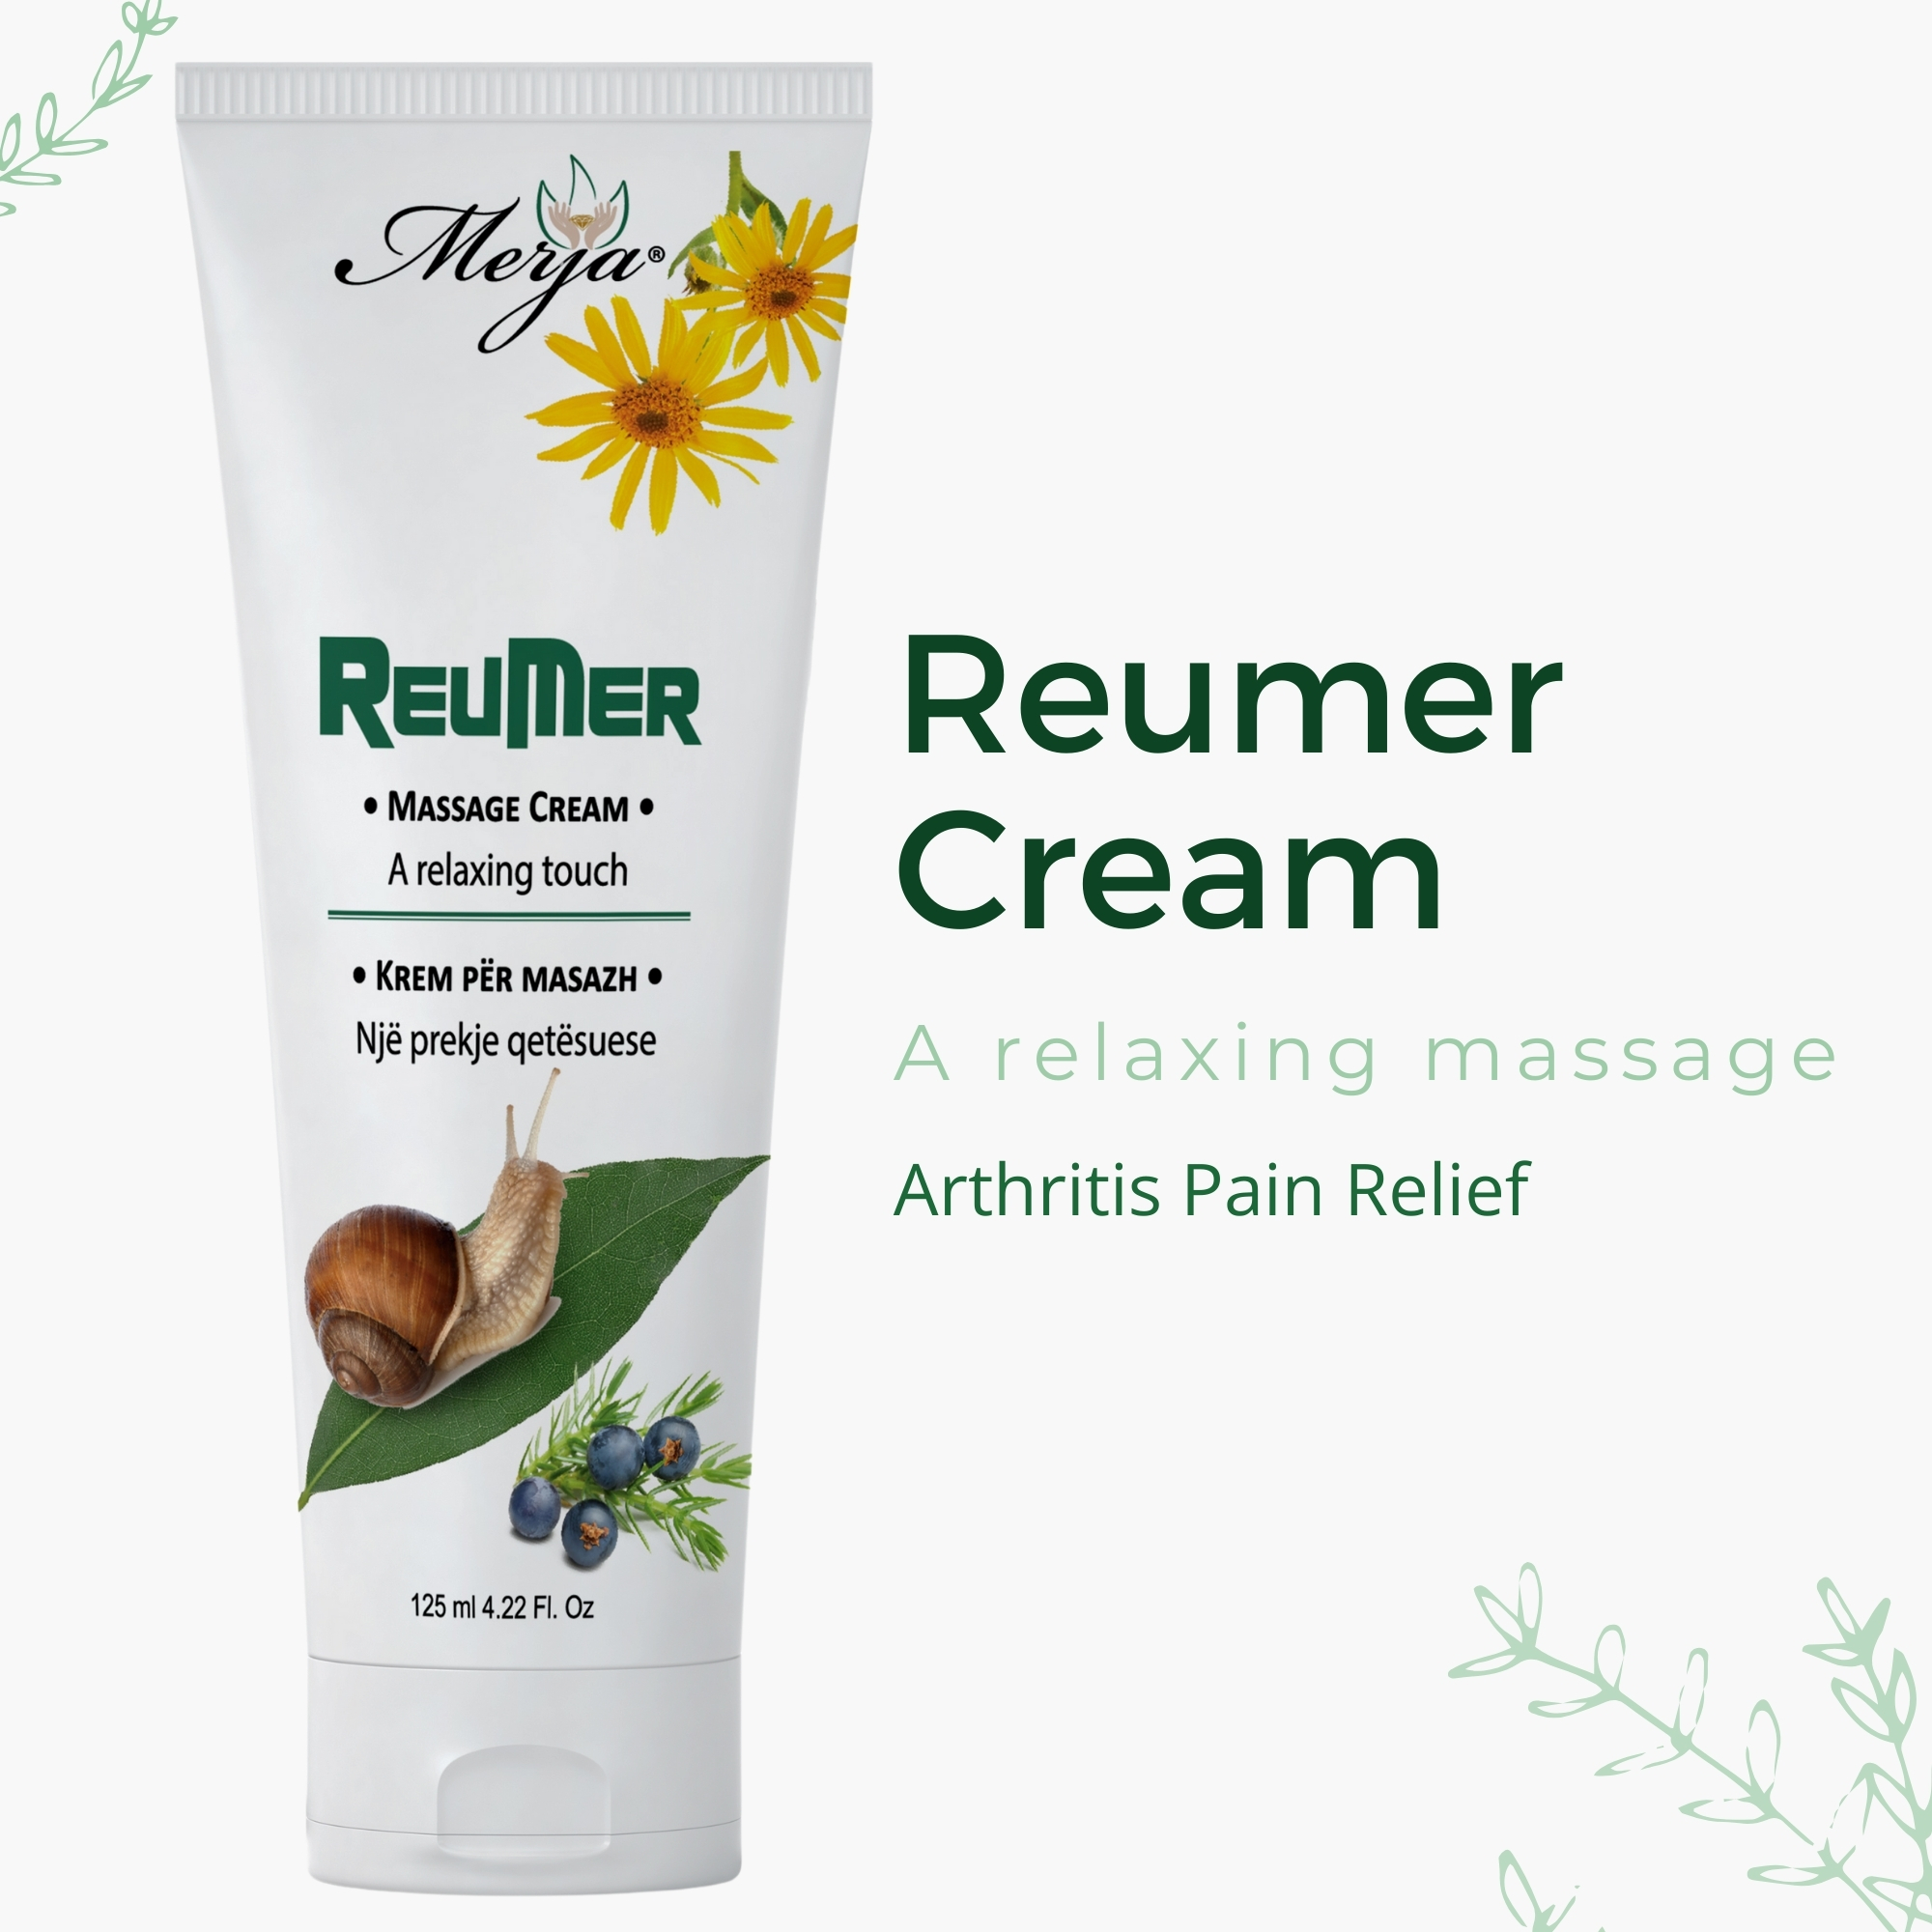 Merja®
REUMER
• MASSAGE CREAM •
A relaxing touch
• KREM PËR MASAZH •
Një prekje qetësuese
125 ml 4.22 Fl. Oz
Reumer
Cream
A relaxing massage
Arthritis Pain Relief